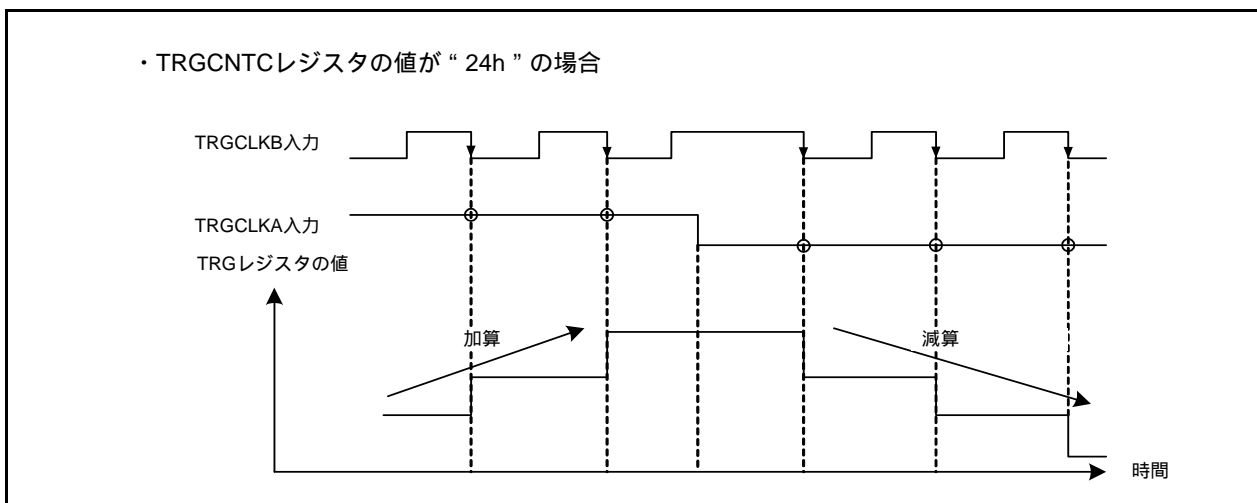 ・TRGCNTCレジスタの値が“ 24h ”の場合
TRGCLKB入力
TRGCLKA入力
TRGレジスタの値
加算
減算
時間